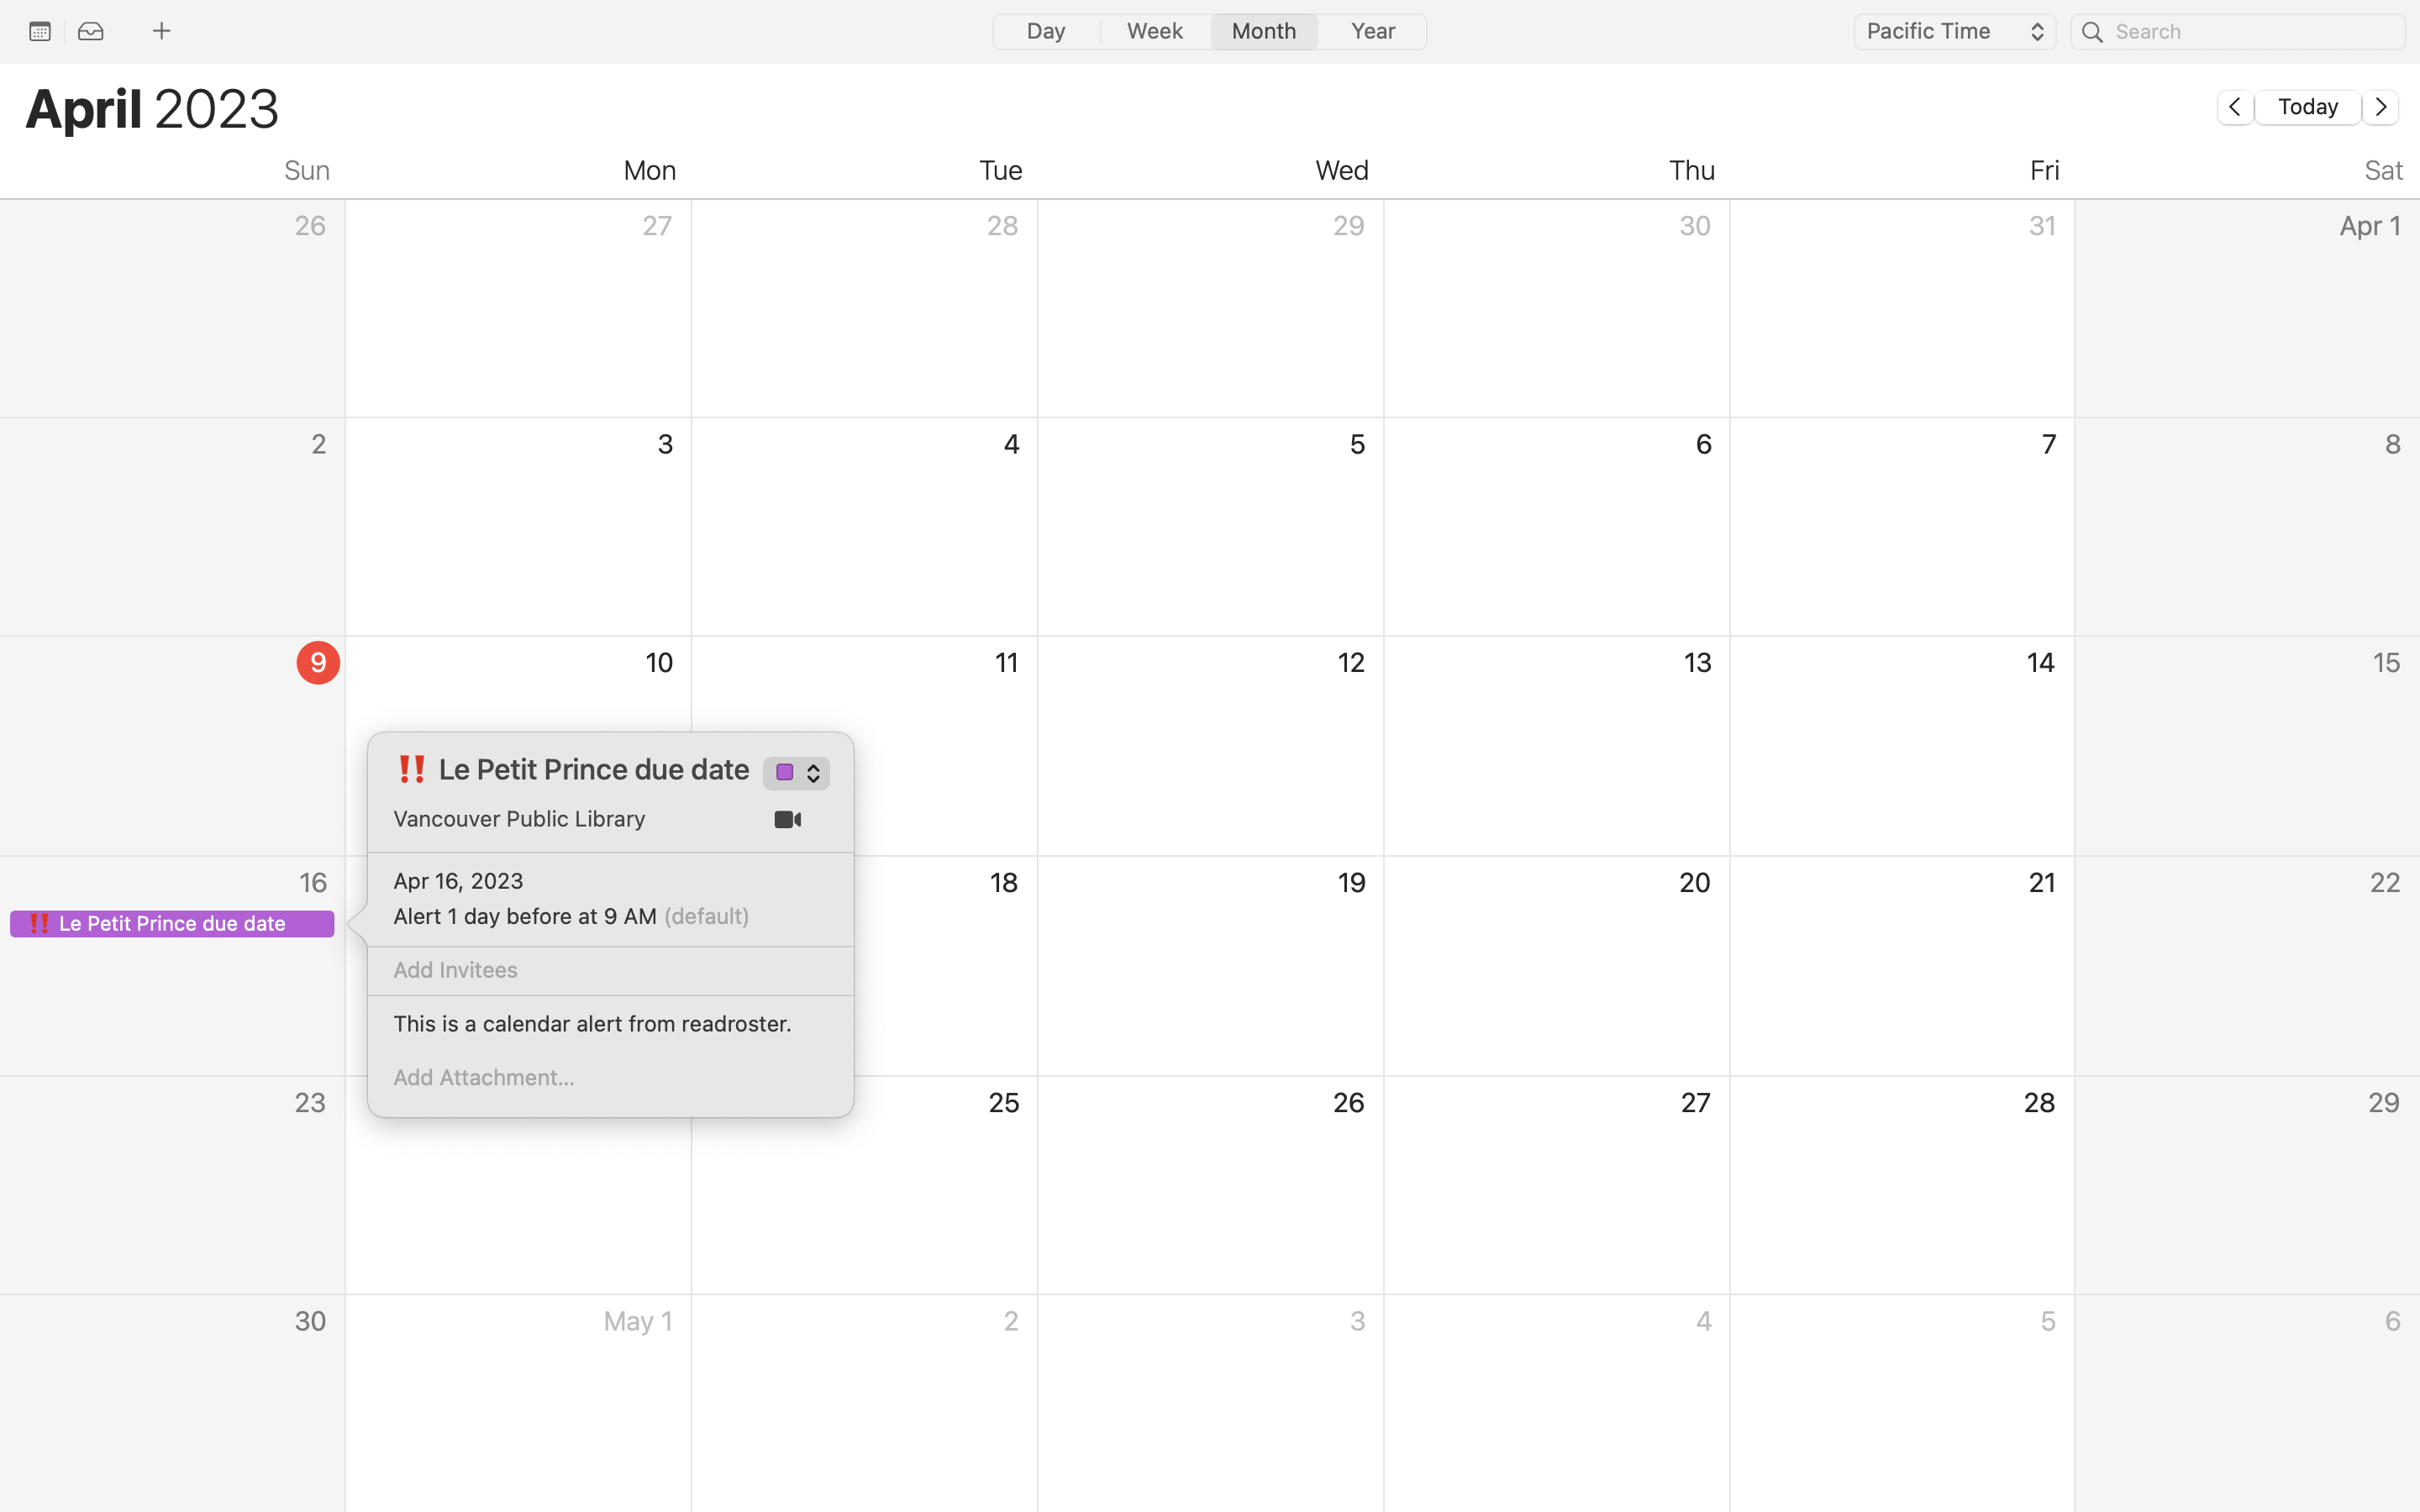 Day Week Month Year Pacific Time Search
April 2023 Today
Sun Mon Tue Wed Thu Fri Sat
26 27 28 29 30 31 Apr 1
2 3 4 5 6 7 8
9 10 11 12 13 14 15
‼️ Le Petit Prince due date
Vancouver Public Library
Apr 16, 2023
Alert 1 day before at 9 AM (default)
Add Invitees
This is a calendar alert from readroster.
Add Attachment...
16 18 19 20 21 22
‼️ Le Petit Prince due date
23 25 26 27 28 29
30 May 1 2 3 4 5 6